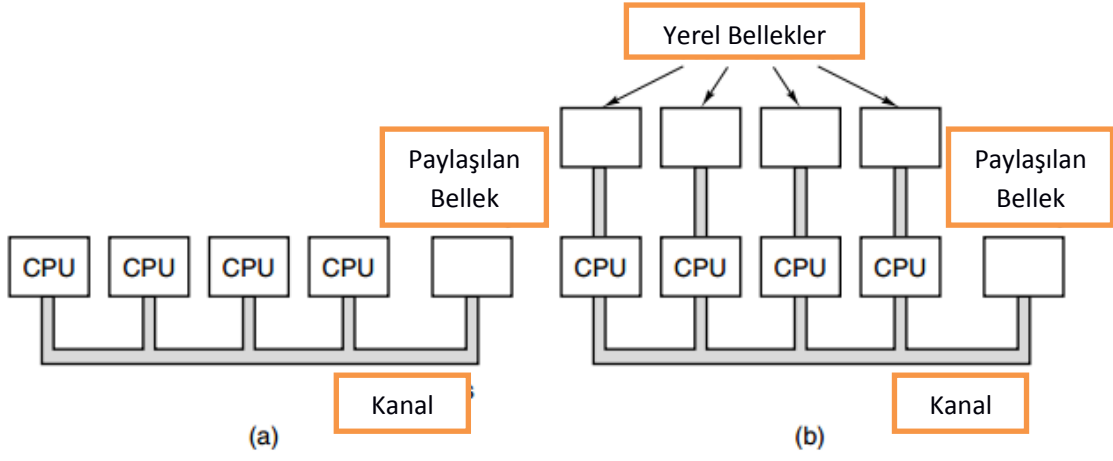 Yerel Bellekler
Paylaşılan
Bellek
Paylaşılan
Bellek
CPU CPU CPU CPU
CPU CPU CPU CPU
Kanal
Kanal
(a)
(b)